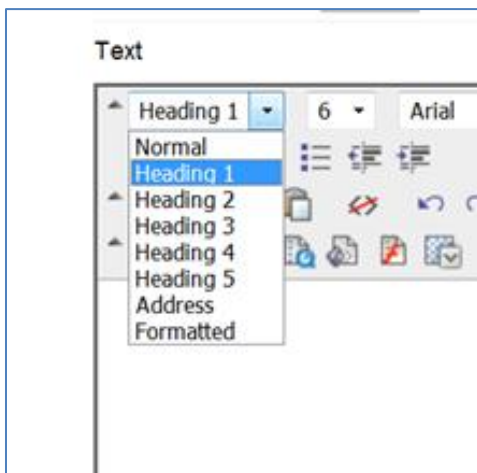 Text
Heading 1 6 Arial
Normal
Heading 1
Heading 2
Heading 3
Heading 4
Heading 5
Address
Formatted